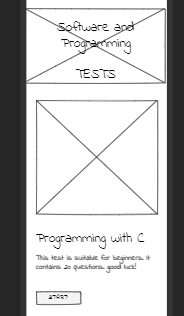 Software and
Programming
TESTS
Programming with C
This test is suitable for beginners. It
contains 20 questions, good luck!
START